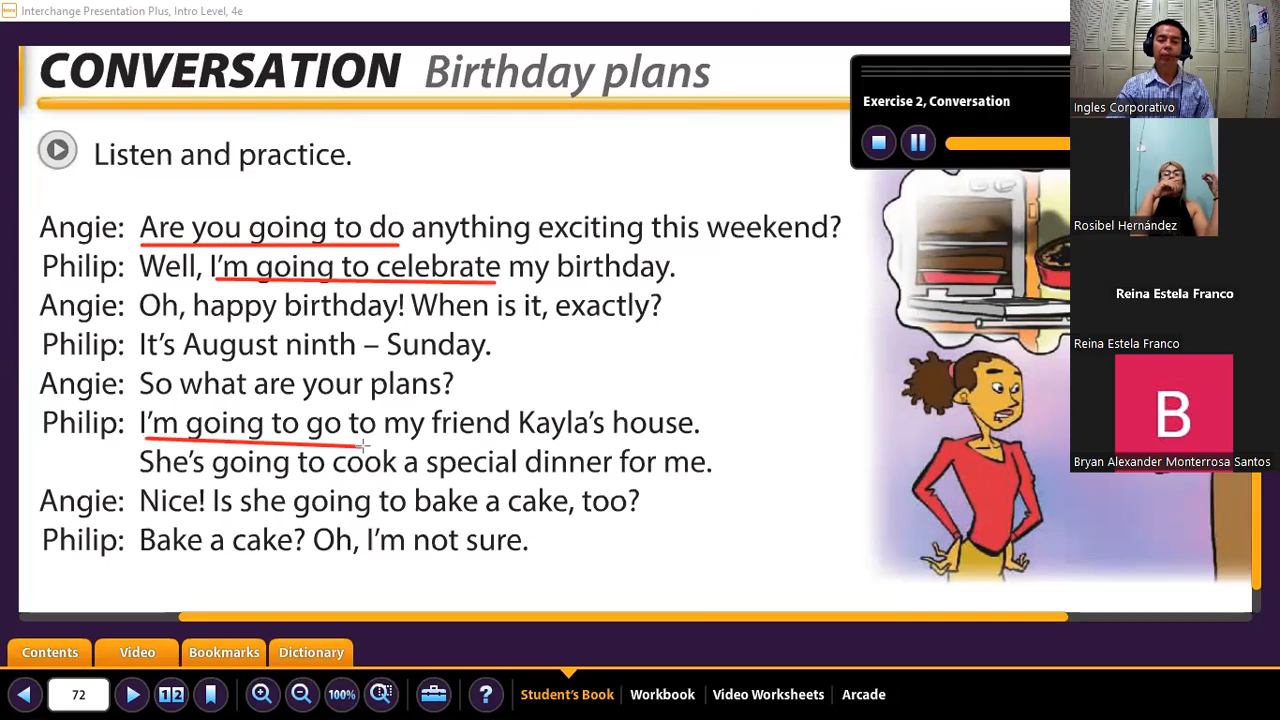 Interchange Presentation Plus, Intro Level, 4e
CONVERSATION Birthday plans
Exercise 2, Conversation
Listen and practice.
Angie: Are you going to do anything exciting this weekend?
Philip: Well, I'm going to celebrate my birthday.
Angie: Oh, happy birthday! When is it, exactly?
Philip: It's August ninth – Sunday.
Angie: So what are your plans?
Philip: I'm going to go to my friend Kayla's house.
She's going to cook a special dinner for me.
Angie: Nice! Is she going to bake a cake, too?
Philip: Bake a cake? Oh, I'm not sure.
Ingles Corporativo
Rosibel Hernández
Reina Estela Franco
Reina Estela Franco
B
Bryan Alexander Monterrosa Santos
Contents Video Bookmarks Dictionary
72 12 100% ? Student's Book Workbook Video Worksheets Arcade